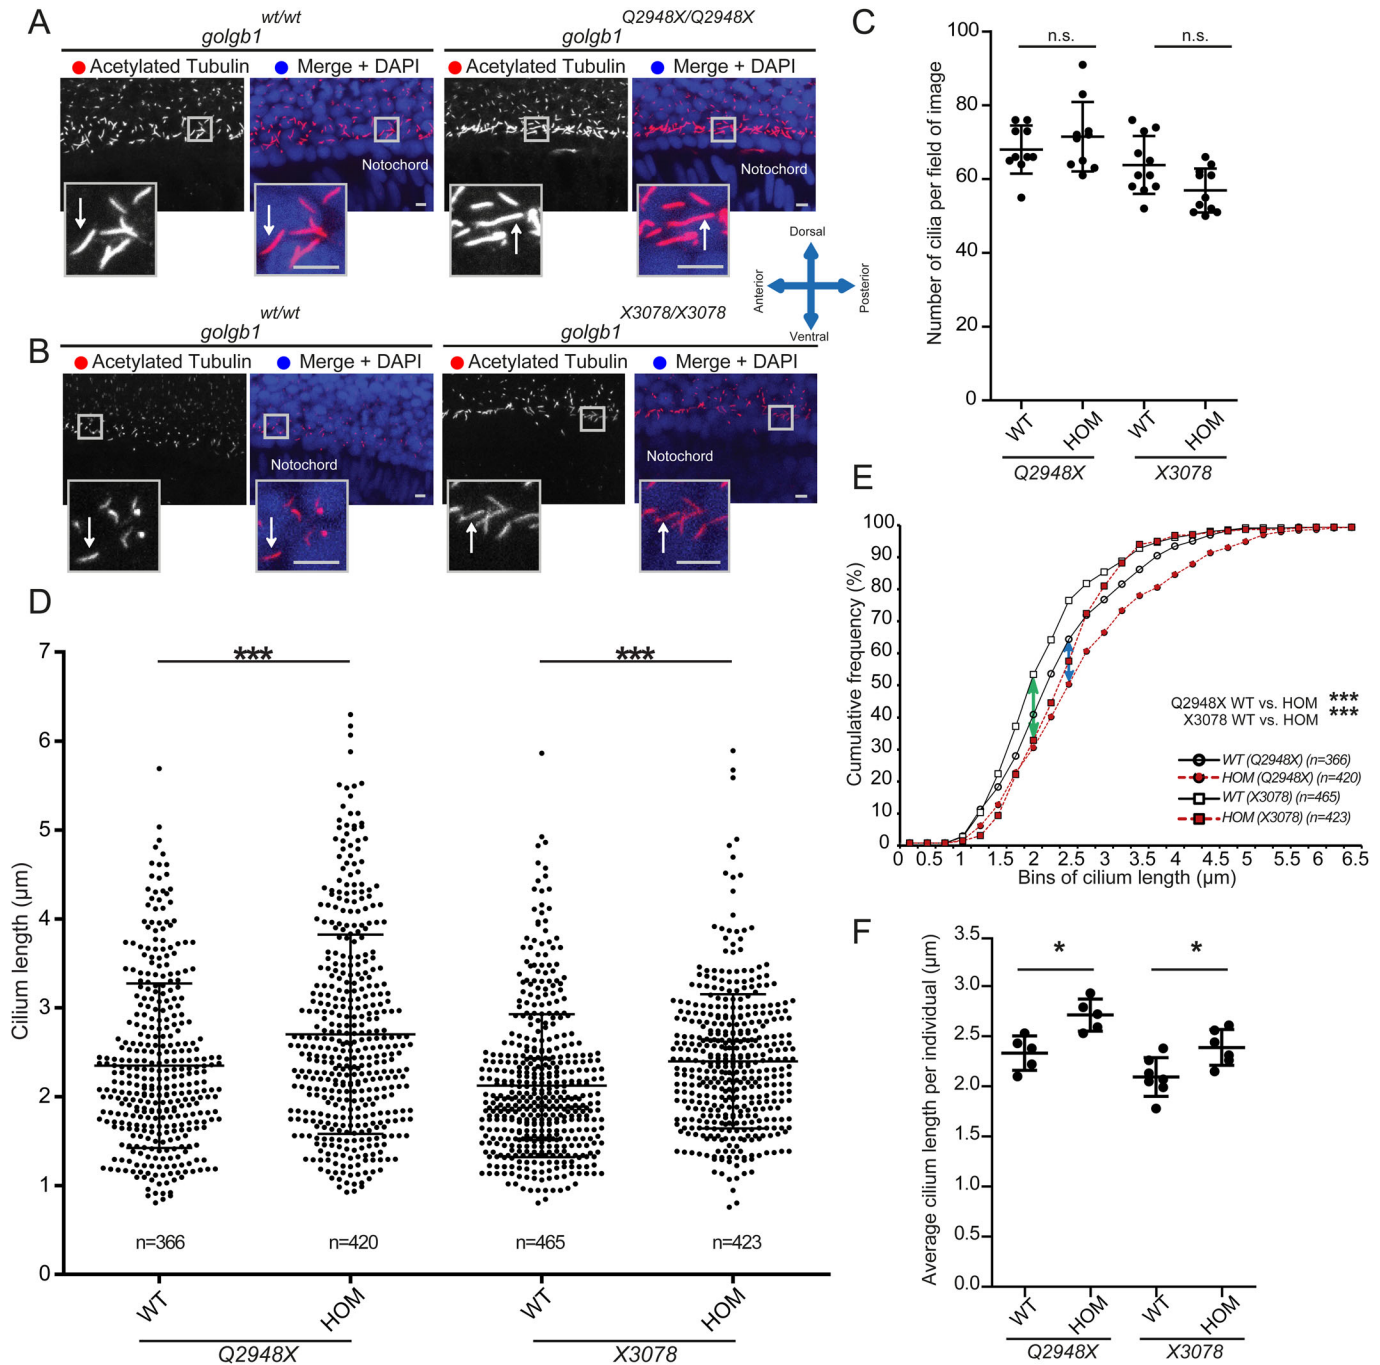 A
wt/wt
golgb1
Q2948X/Q2948X
golgb1
Acetylated Tubulin
Merge + DAPI
Acetylated Tubulin
Merge + DAPI
Notochord
Notochord
Dorsal
Anterior
Posterior
Ventral
B
wt/wt
golgb1
X3078/X3078
golgb1
Acetylated Tubulin
Merge + DAPI
Acetylated Tubulin
Merge + DAPI
Notochord
Notochord
C
Number of cilia per field of image
100
80
60
40
20
0
n.s.
n.s.
WT
HOM
WT
HOM
Q2948X
X3078
D
Cilium length (µm)
7
6
5
4
3
2
1
0
***
***
n=366
n=420
n=465
n=423
WT
HOM
WT
HOM
Q2948X
X3078
E
Cumulative frequency (%)
100
90
80
70
60
50
40
30
20
10
0
0 0.5 1 1.5 2 2.5 3 3.5 4 4.5 5 5.5 6 6.5
Bins of cilium length (µm)
Q2948X WT vs. HOM ***
X3078 WT vs. HOM ***
WT (Q2948X) (n=366)
HOM (Q2948X) (n=420)
WT (X3078) (n=465)
HOM (X3078) (n=423)
F
Average cilium length per individual (µm)
3.5
3.0
2.5
2.0
1.5
1.0
0.5
0.0
*
*
WT
HOM
WT
HOM
Q2948X
X3078